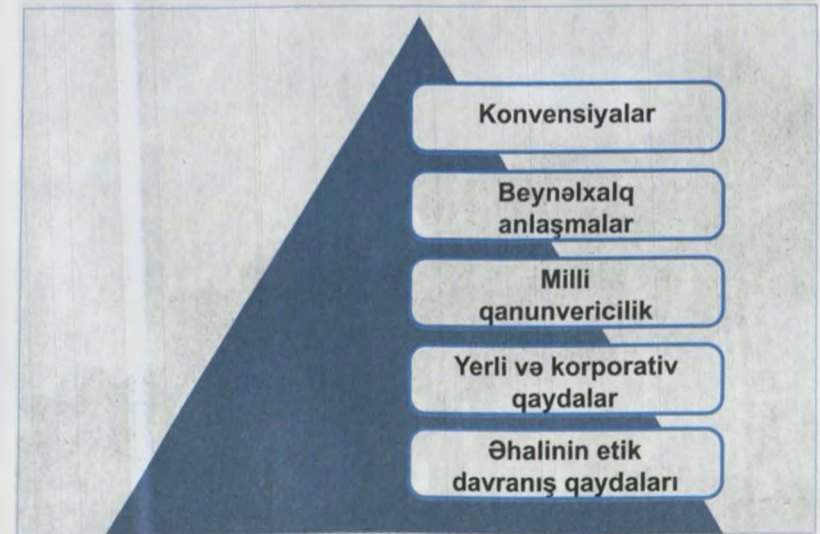 Konvensiyalar
Beynəlxalq
anlaşmalar
Milli
qanunvericilik
Yerli və korporativ
qaydalar
Əhalinin etik
davranış qaydaları